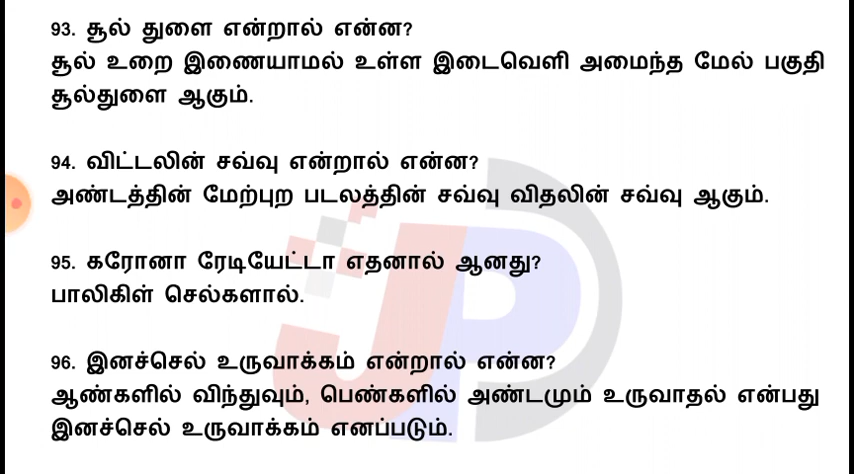 93. சூல் துளை என்றால் என்ன?
சூல் உறை இணையாமல் உள்ள இடைவெளி அமைந்த மேல் பகுதி
சூல்துளை ஆகும்.
94. விட்டலின் சவ்வு என்றால் என்ன?
அண்டத்தின் மேற்புற படலத்தின் சவ்வு விதலின் சவ்வு ஆகும்.
95. கரோனா ரேடியேட்டா எதனால் ஆனது?
பாலிகிள் செல்களால்.
96. இனச்செல் உருவாக்கம் என்றால் என்ன?
ஆண்களில் விந்துவும், பெண்களில் அண்டமும் உருவாதல் என்பது
இனச்செல் உருவாக்கம் எனப்படும்.